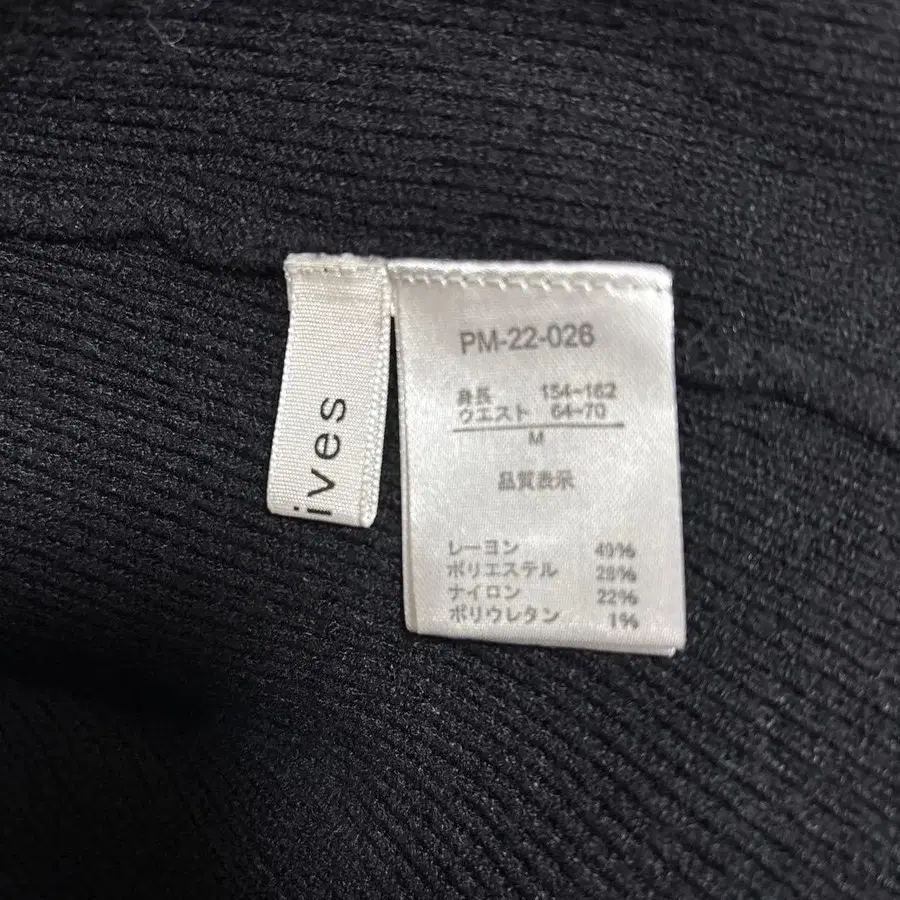 ives
PM-22-026
身長 154~162
ウエスト 64~70
M
品質表示
レーヨン 49%
ポリエステル 28%
ナイロン 22%
ポリウレタン 1%